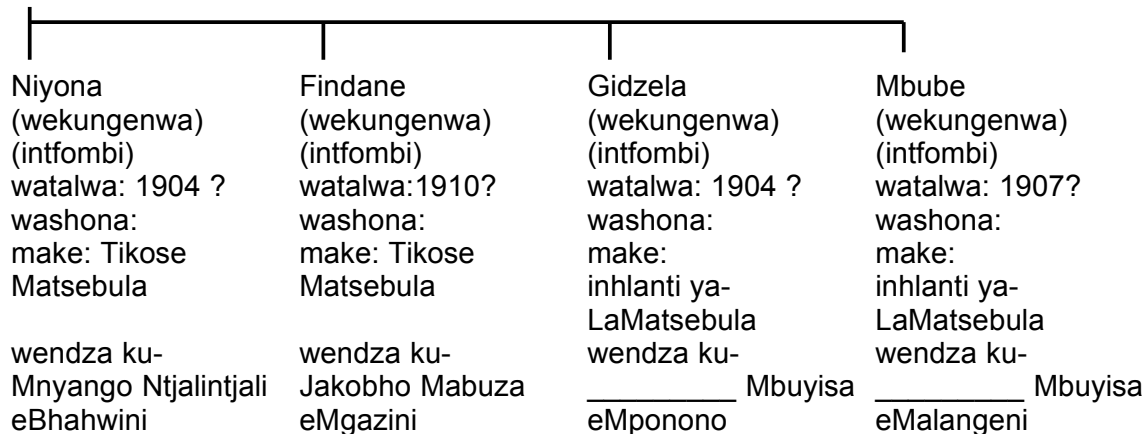 Niyona
(wekungenwa)
(intfombi)
watalwa: 1904 ?
washona:
make: Tikose
Matsebula
wendza ku-
Mnyango Ntjalintjali
eBhahwini
Findane
(wekungenwa)
(intfombi)
watalwa:1910?
washona:
make: Tikose
Matsebula
wendza ku-
Jakobho Mabuza
eMgazini
Gidzela
(wekungenwa)
(intfombi)
watalwa: 1904 ?
washona:
make:
inhlanti ya-
LaMatsebula
wendza ku-
_________ Mbuyisa
eMponono
Mbube
(wekungenwa)
(intfombi)
watalwa: 1907?
washona:
make:
inhlanti ya-
LaMatsebula
wendza ku-
_________ Mbuyisa
eMalangeni